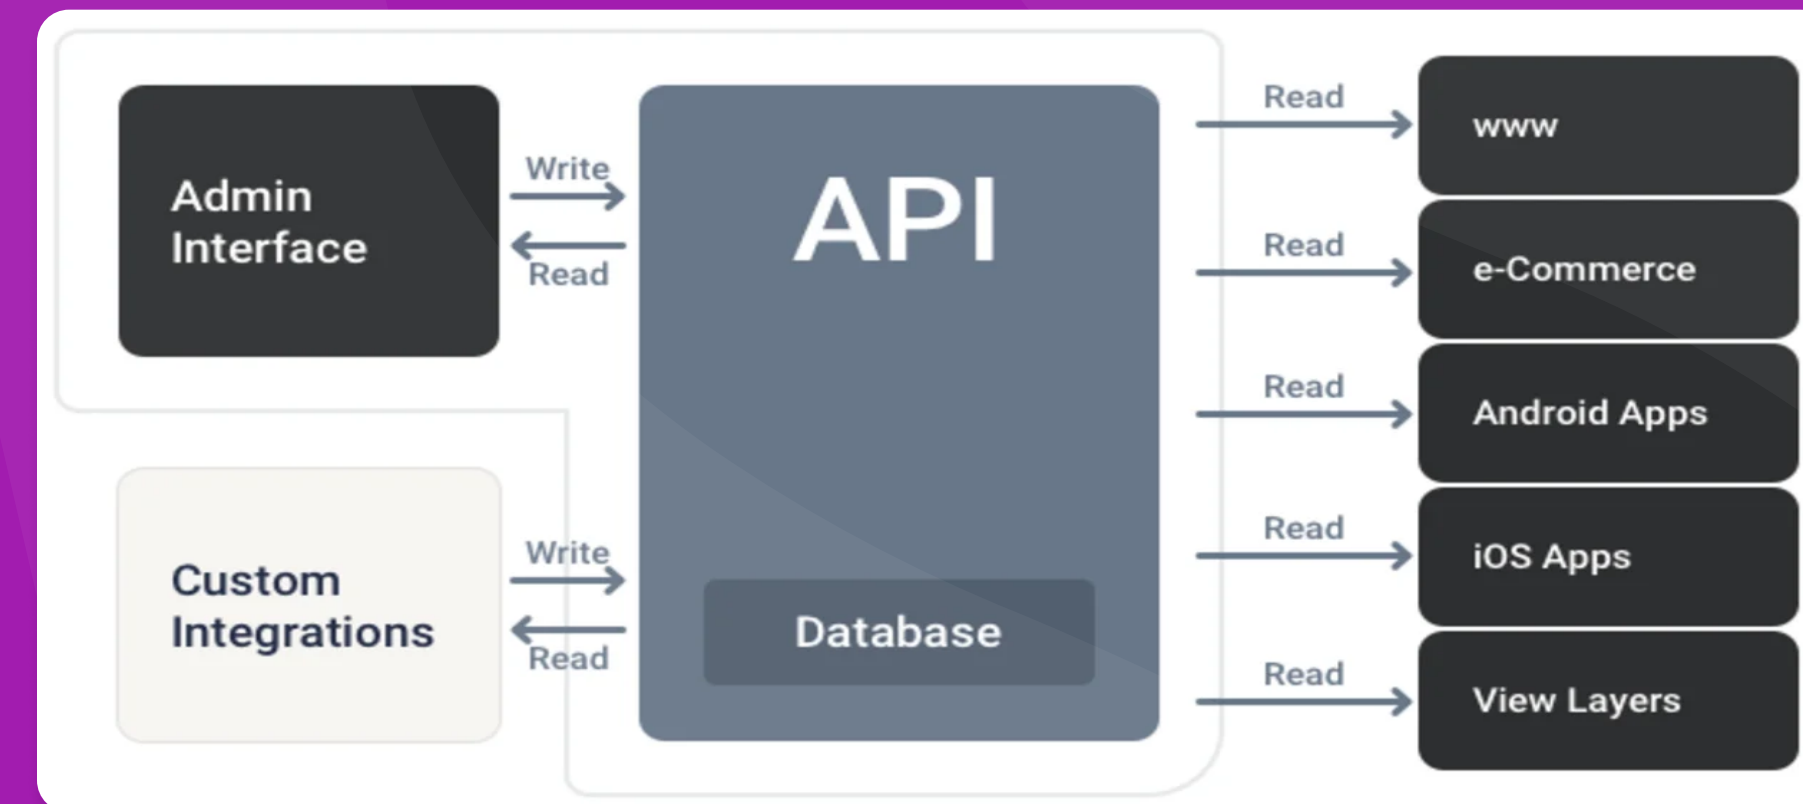 Admin
Interface
Write
Read
API
Custom
Integrations
Write
Read
Database
Read
www
Read
e-Commerce
Read
Android Apps
Read
iOS Apps
Read
View Layers